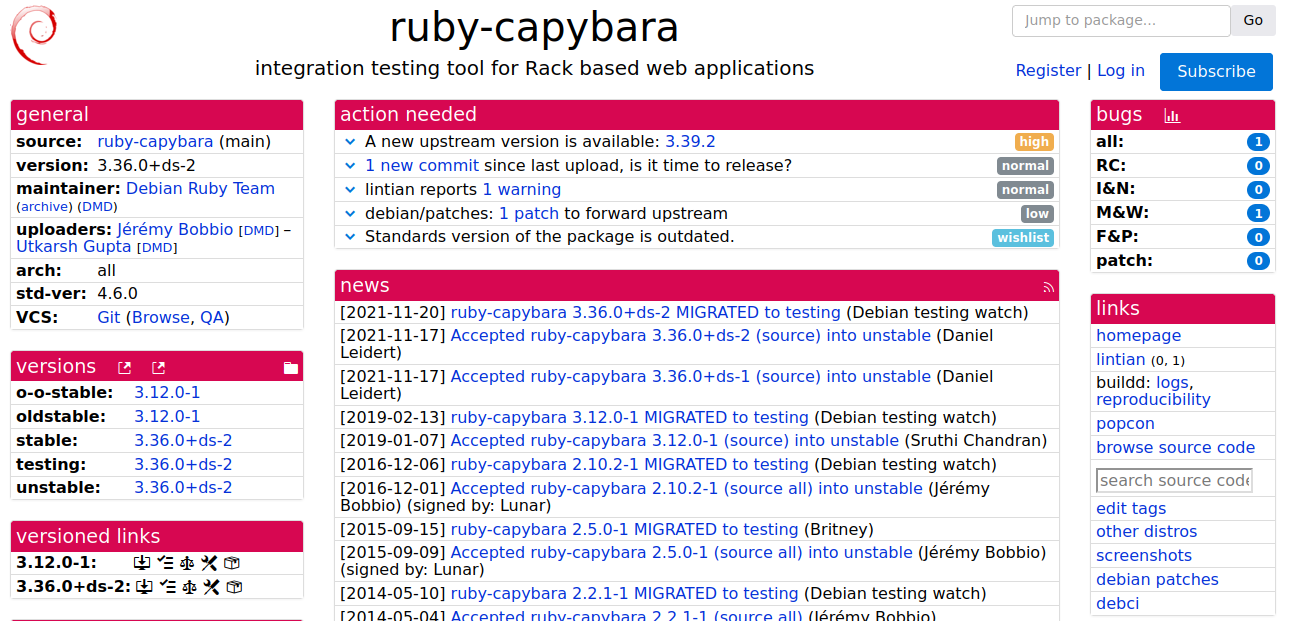 ruby-capybara
integration testing tool for Rack based web applications
Jump to package...
Go
Register | Log in
Subscribe
general
source: ruby-capybara (main)
version: 3.36.0+ds-2
maintainer: Debian Ruby Team
(archive) (DMD)
uploaders: Jérémy Bobbio [DMD] –
Utkarsh Gupta [DMD]
arch: all
std-ver: 4.6.0
VCS: Git (Browse, QA)
versions
o-o-stable: 3.12.0-1
oldstable: 3.12.0-1
stable: 3.36.0+ds-2
testing: 3.36.0+ds-2
unstable: 3.36.0+ds-2
versioned links
3.12.0-1:
3.36.0+ds-2:
action needed
A new upstream version is available: 3.39.2 high
1 new commit since last upload, is it time to release? normal
lintian reports 1 warning normal
debian/patches: 1 patch to forward upstream low
Standards version of the package is outdated. wishlist
news
[2021-11-20] ruby-capybara 3.36.0+ds-2 MIGRATED to testing (Debian testing watch)
[2021-11-17] Accepted ruby-capybara 3.36.0+ds-2 (source) into unstable (Daniel
Leidert)
[2021-11-17] Accepted ruby-capybara 3.36.0+ds-1 (source) into unstable (Daniel
Leidert)
[2019-02-13] ruby-capybara 3.12.0-1 MIGRATED to testing (Debian testing watch)
[2019-01-07] Accepted ruby-capybara 3.12.0-1 (source) into unstable (Sruthi Chandran)
[2016-12-06] ruby-capybara 2.10.2-1 MIGRATED to testing (Debian testing watch)
[2016-12-01] Accepted ruby-capybara 2.10.2-1 (source all) into unstable (Jérémy
Bobbio) (signed by: Lunar)
[2015-09-15] ruby-capybara 2.5.0-1 MIGRATED to testing (Britney)
[2015-09-09] Accepted ruby-capybara 2.5.0-1 (source all) into unstable (Jérémy Bobbio)
(signed by: Lunar)
[2014-05-10] ruby-capybara 2.2.1-1 MIGRATED to testing (Debian testing watch)
[2014-05-04] Accepted ruby-capybara 2.2.1-1 (source all) (Jérémy Bobbio)
bugs
all: 1
RC: 0
I&N: 0
M&W: 1
F&P: 0
patch: 0
links
homepage
lintian (0, 1)
buildd: logs,
reproducibility
popcon
browse source code
search source code
edit tags
other distros
screenshots
debian patches
debci